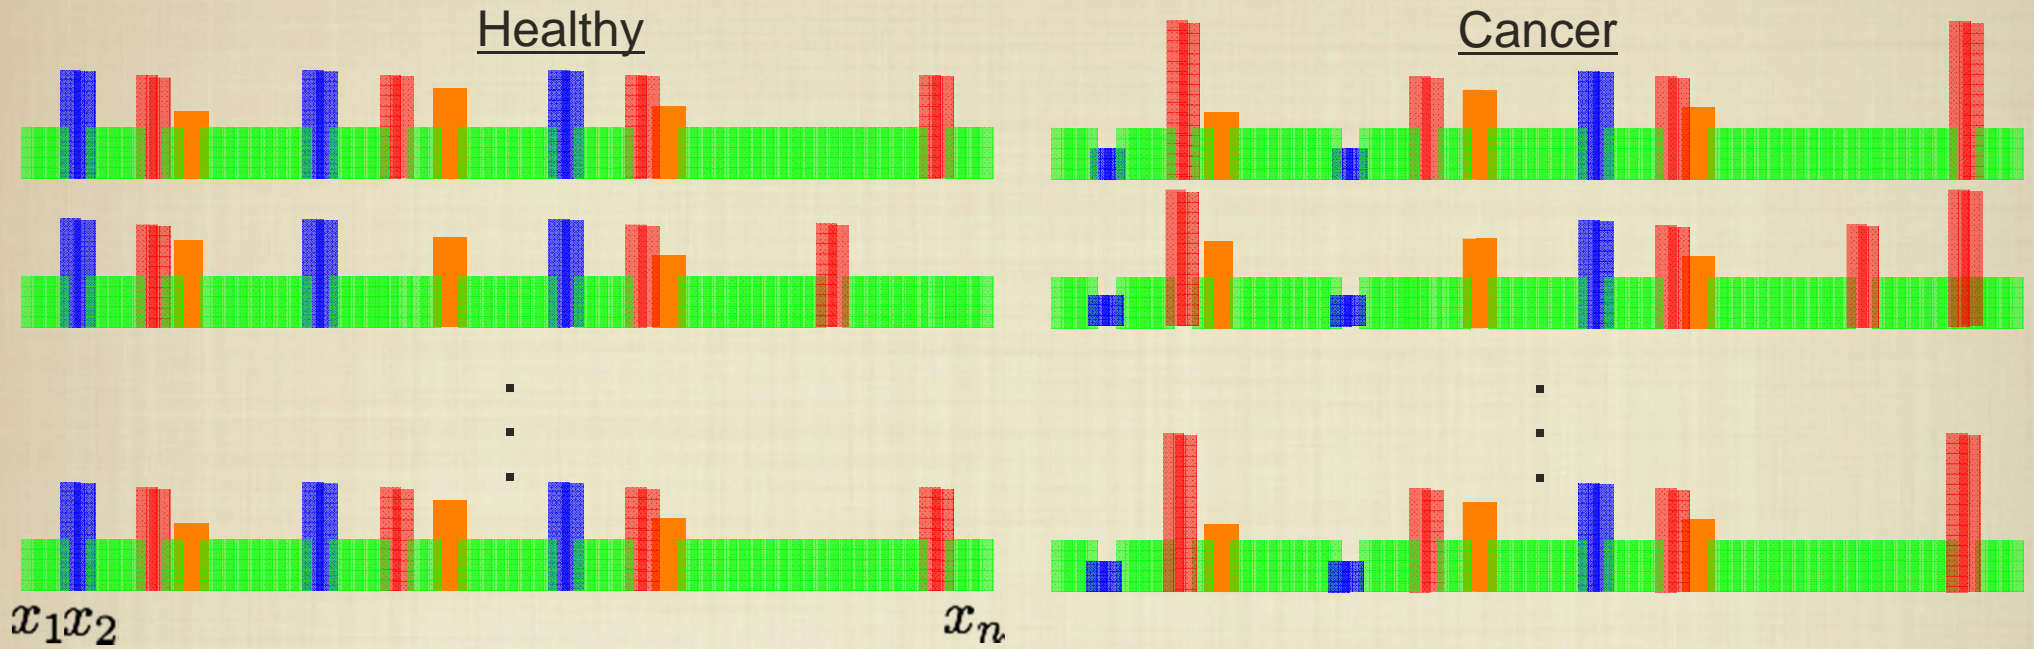 Healthy
Cancer
x₁x₂
xₙ